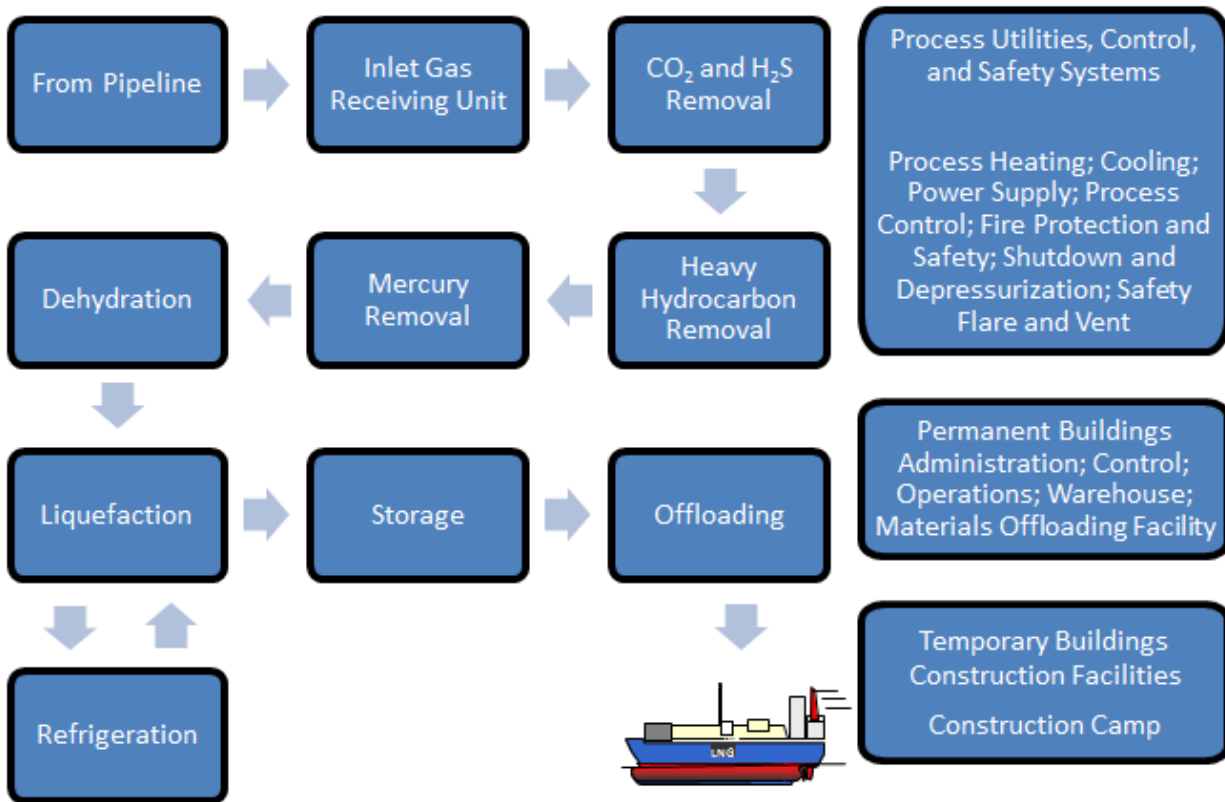 From Pipeline
Inlet Gas
Receiving Unit
CO₂ and H₂S
Removal
Process Utilities, Control,
and Safety Systems
Process Heating; Cooling;
Power Supply; Process
Control; Fire Protection and
Safety; Shutdown and
Depressurization; Safety
Flare and Vent
Heavy
Hydrocarbon
Removal
Mercury
Removal
Dehydration
Liquefaction
Storage
Offloading
Permanent Buildings
Administration; Control;
Operations; Warehouse;
Materials Offloading Facility
Refrigeration
LNG
Temporary Buildings
Construction Facilities
Construction Camp